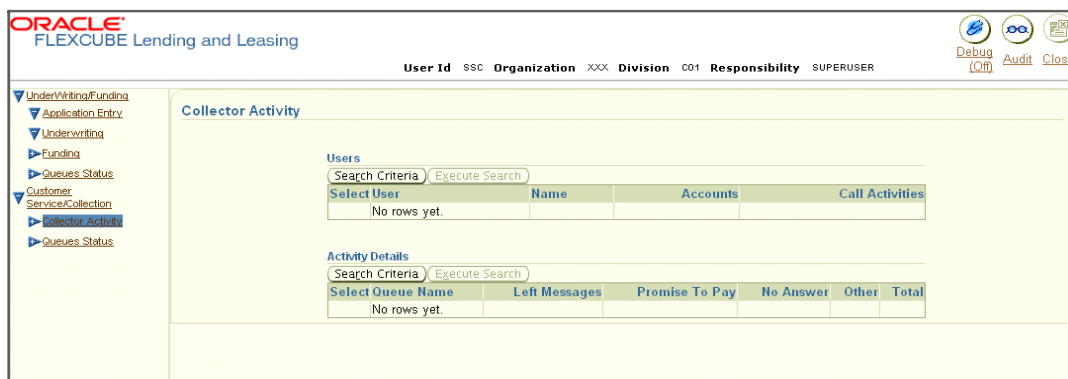 ORACLE
FLEXCUBE Lending and Leasing
User Id SSC Organization XXX Division C01 Responsibility SUPERUSER
Debug (Off) Audit Clos
UnderWriting/Funding
Application Entry
Underwriting
Funding
Queues Status
Customer
Service/Collection
Collector Activity
Queues Status
Collector Activity
Users
Search Criteria Execute Search
Select User Name Accounts Call Activities
No rows yet.
Activity Details
Search Criteria Execute Search
Select Queue Name Left Messages Promise To Pay No Answer Other Total
No rows yet.